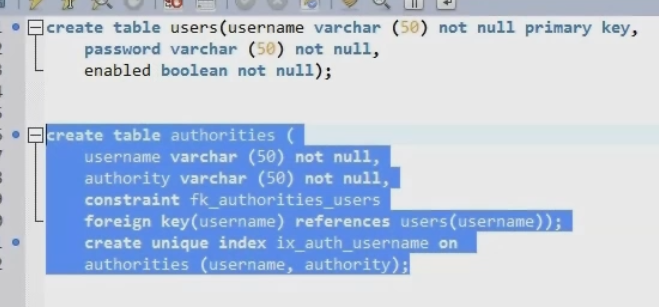 create table users(username varchar (50) not null primary key,
password varchar (50) not null,
enabled boolean not null);
create table authorities (
username varchar (50) not null,
authority varchar (50) not null,
constraint fk_authorities_users
foreign key(username) references users(username));
create unique index ix_auth_username on
authorities (username, authority);